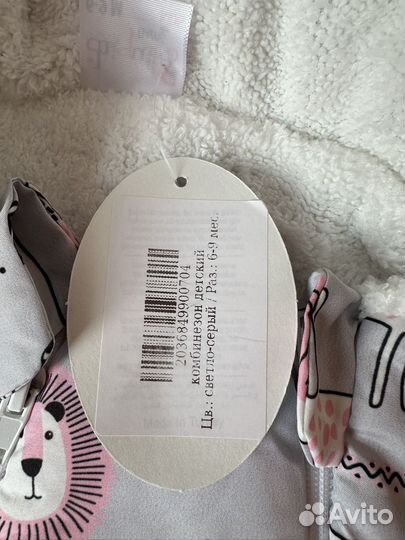 2036849900704
комбинезон детский
Цв.: светло-серый / Раз.: 6-9 мес.
Avito